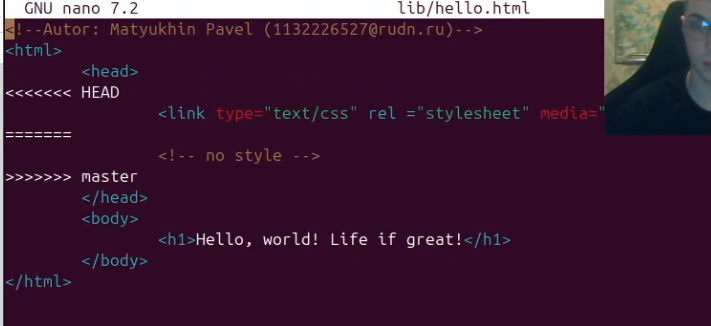 GNU nano 7.2 lib/hello.html
<!--Autor: Matyukhin Pavel (1132226527@rudn.ru)-->
<html>
<head>
<<<<<<< HEAD
<link type="text/css" rel ="stylesheet" media="
=======
<!-- no style -->
>>>>>>> master
</head>
<body>
<h1>Hello, world! Life if great!</h1>
</body>
</html>